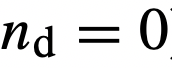 n_d = 0